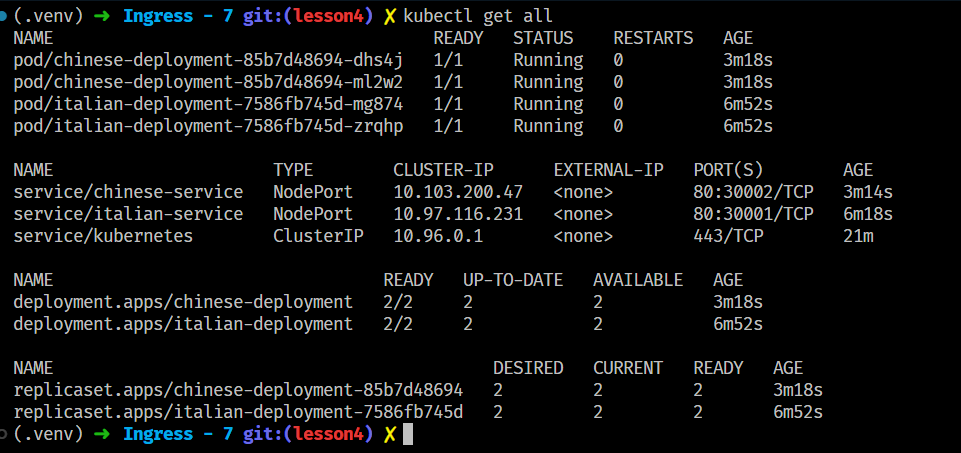 (.venv) ➜ Ingress - 7 git:(lesson4) ✗ kubectl get all
NAME READY STATUS RESTARTS AGE
pod/chinese-deployment-85b7d48694-dhs4j 1/1 Running 0 3m18s
pod/chinese-deployment-85b7d48694-ml2w2 1/1 Running 0 3m18s
pod/italian-deployment-7586fb745d-mg874 1/1 Running 0 6m52s
pod/italian-deployment-7586fb745d-zrqhp 1/1 Running 0 6m52s
NAME TYPE CLUSTER-IP EXTERNAL-IP PORT(S) AGE
service/chinese-service NodePort 10.103.200.47 <none> 80:30002/TCP 3m14s
service/italian-service NodePort 10.97.116.231 <none> 80:30001/TCP 6m18s
service/kubernetes ClusterIP 10.96.0.1 <none> 443/TCP 21m
NAME READY UP-TO-DATE AVAILABLE AGE
deployment.apps/chinese-deployment 2/2 2 2 3m18s
deployment.apps/italian-deployment 2/2 2 2 6m52s
NAME DESIRED CURRENT READY AGE
replicaset.apps/chinese-deployment-85b7d48694 2 2 2 3m18s
replicaset.apps/italian-deployment-7586fb745d 2 2 2 6m52s
(.venv) ➜ Ingress - 7 git:(lesson4) ✗